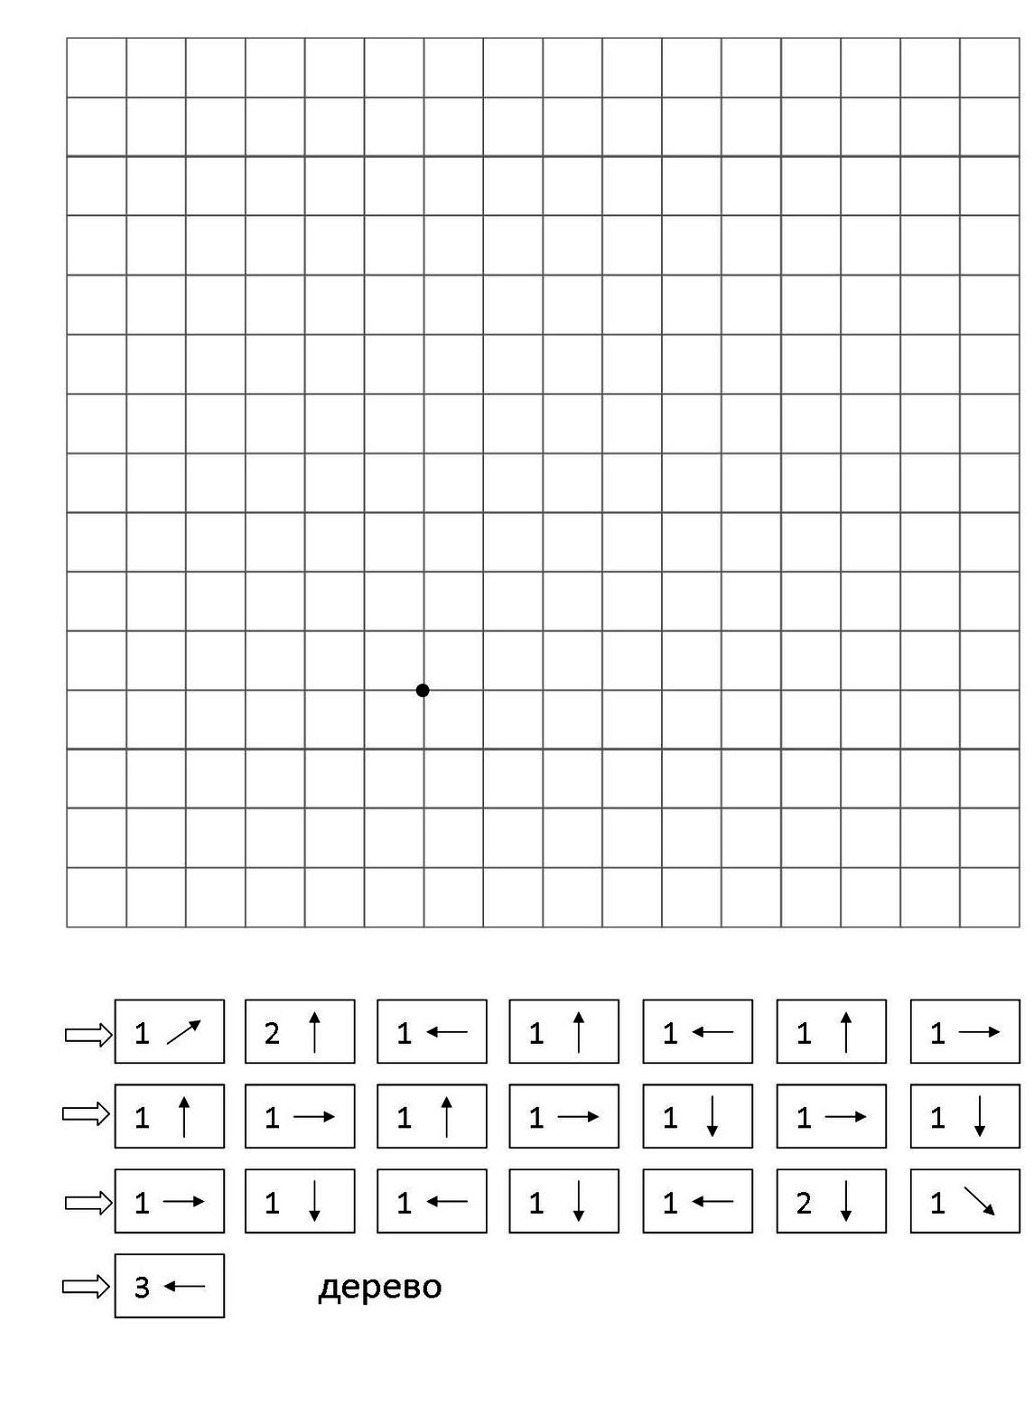 ⇨ 1 ↗ 2 ↑ 1 ← 1 ↑ 1 ← 1 ↑ 1 →
⇨ 1 ↑ 1 → 1 ↑ 1 → 1 ↓ 1 → 1 ↓
⇨ 1 → 1 ↓ 1 ← 1 ↓ 1 ← 2 ↓ 1 ↘
⇨ 3 ← дерево